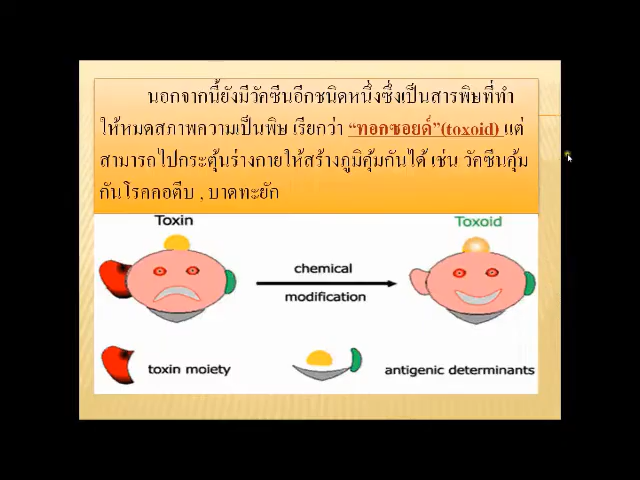 นอกจากนี้ยังมีวัคซีนอีกชนิดหนึ่งซึ่งเป็นสารพิษที่ทำ
ให้หมดสภาพความเป็นพิษ เรียกว่า “ทอกซอยด์”(toxoid) แต่
สามารถไปกระตุ้นร่างกายให้สร้างภูมิคุ้มกันได้ เช่น วัคซีนคุ้ม
กันโรคคอตีบ , บาดทะยัก
Toxin
Toxoid
chemical
modification
toxin moiety
antigenic determinants